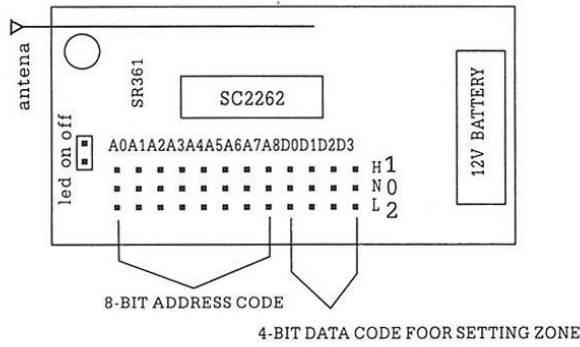 antena
SR361
SC2262
12V BATTERY
led on off
A0A1A2A3A4A5A6A7A8D0D1D2D3
H 1
N 0
L 2
8-BIT ADDRESS CODE
4-BIT DATA CODE FOOR SETTING ZONE